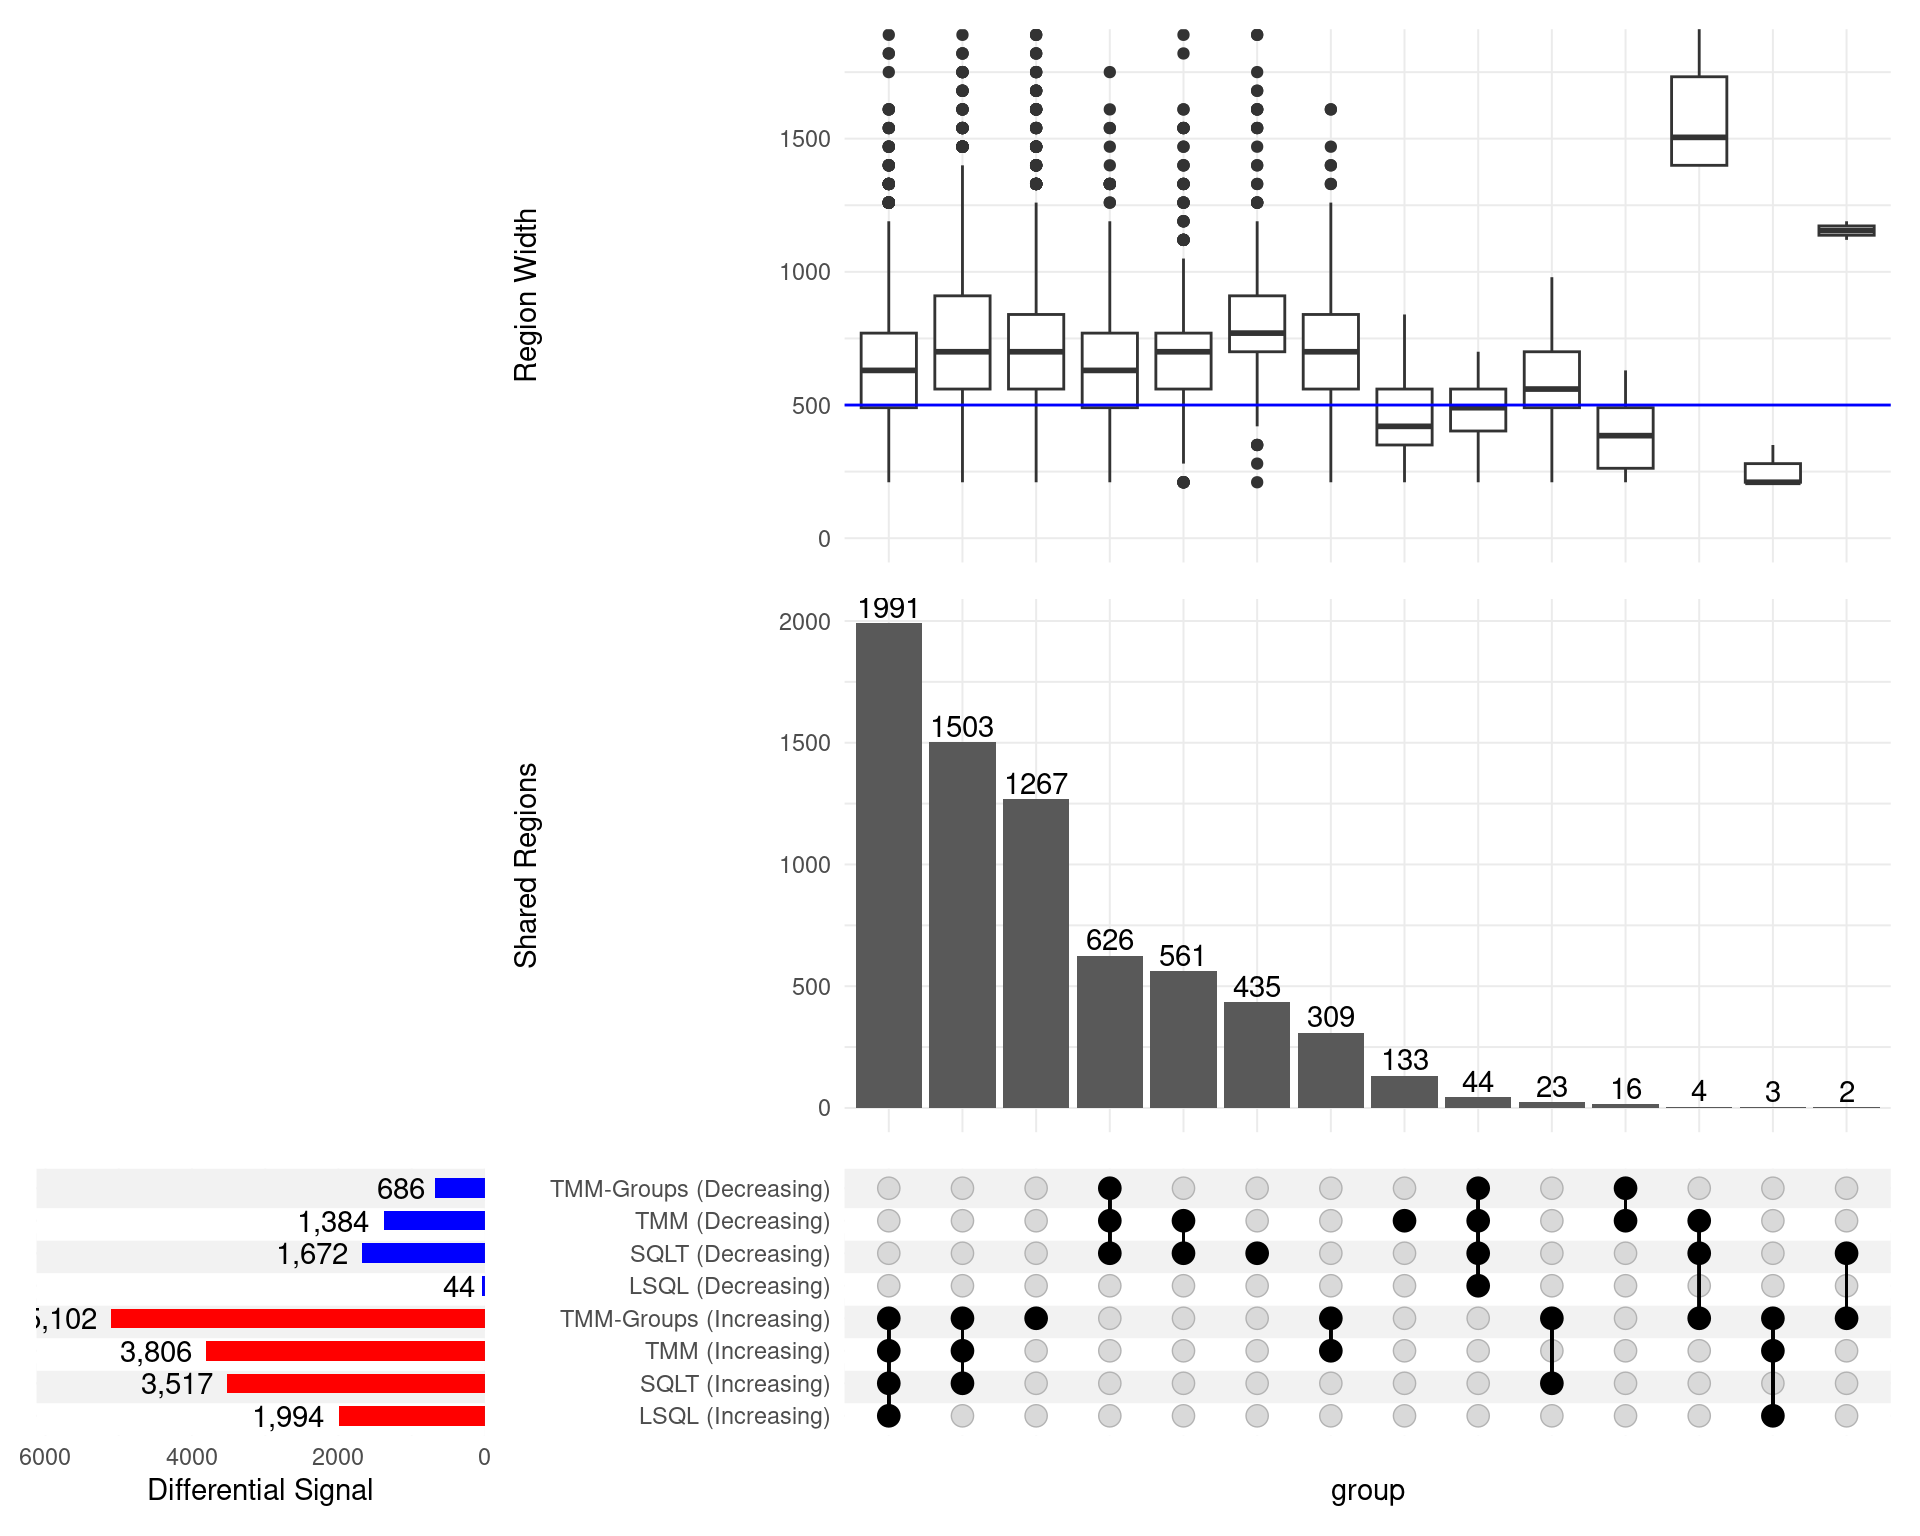 Region Width
1500
1000
500
0
Shared Regions
2000
1500
1000
500
0
1991
1503
1267
626
561
435
309
133
44
23
16
4
3
2
686
1,384
1,672
44
5,102
3,806
3,517
1,994
6000 4000 2000 0
Differential Signal
TMM-Groups (Decreasing)
TMM (Decreasing)
SQLT (Decreasing)
LSQL (Decreasing)
TMM-Groups (Increasing)
TMM (Increasing)
SQLT (Increasing)
LSQL (Increasing)
group